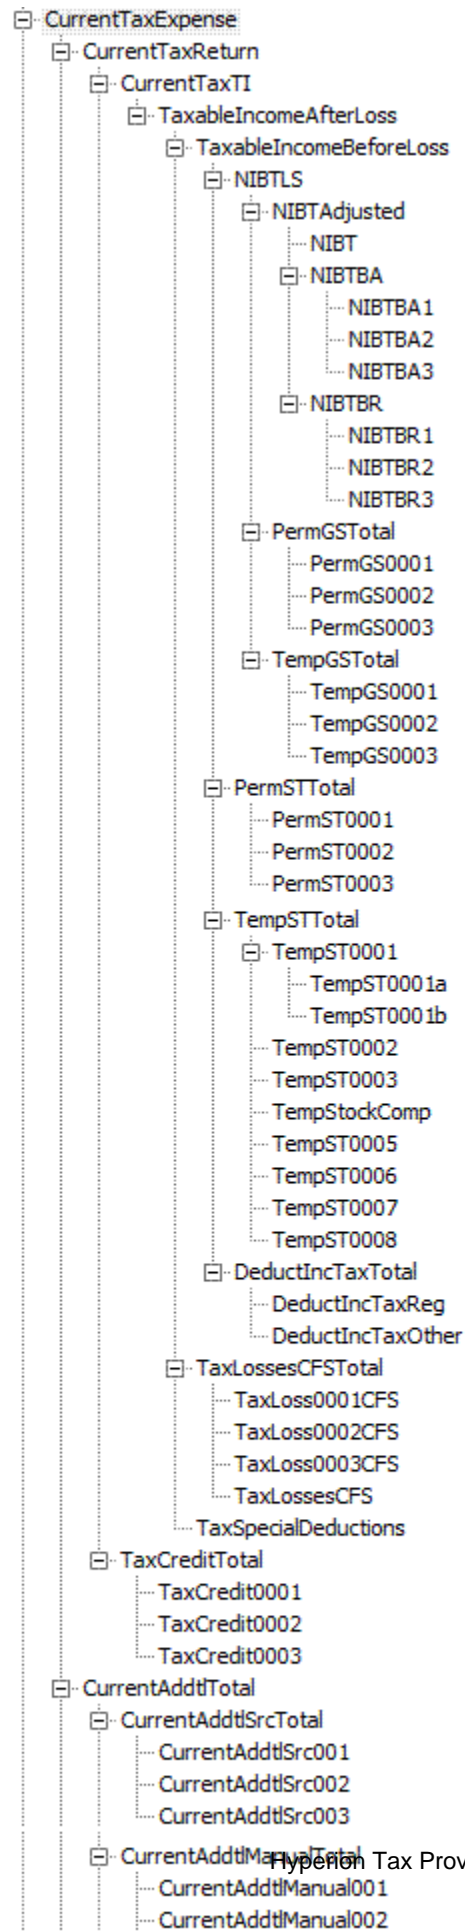 CurrentTaxExpense
CurrentTaxReturn
CurrentTaxTI
TaxableIncomeAfterLoss
TaxableIncomeBeforeLoss
NIBTLS
NIBTAdjusted
NIBT
NIBTBA
NIBTBA1
NIBTBA2
NIBTBA3
NIBTBR
NIBTBR1
NIBTBR2
NIBTBR3
PermGSTotal
PermGS0001
PermGS0002
PermGS0003
TempGSTotal
TempGS0001
TempGS0002
TempGS0003
PermSTTotal
PermST0001
PermST0002
PermST0003
TempSTTotal
TempST0001
TempST0001a
TempST0001b
TempST0002
TempST0003
TempStockComp
TempST0005
TempST0006
TempST0007
TempST0008
DeductIncTaxTotal
DeductIncTaxReg
DeductIncTaxOther
TaxLossesCFSTotal
TaxLoss0001CFS
TaxLoss0002CFS
TaxLoss0003CFS
TaxLossesCFS
TaxSpecialDeductions
TaxCreditTotal
TaxCredit0001
TaxCredit0002
TaxCredit0003
CurrentAddtlTotal
CurrentAddtlSrcTotal
CurrentAddtlSrc001
CurrentAddtlSrc002
CurrentAddtlSrc003
CurrentAddtlManualTotal Hyperion Tax Prov
CurrentAddtlManual001
CurrentAddtlManual002